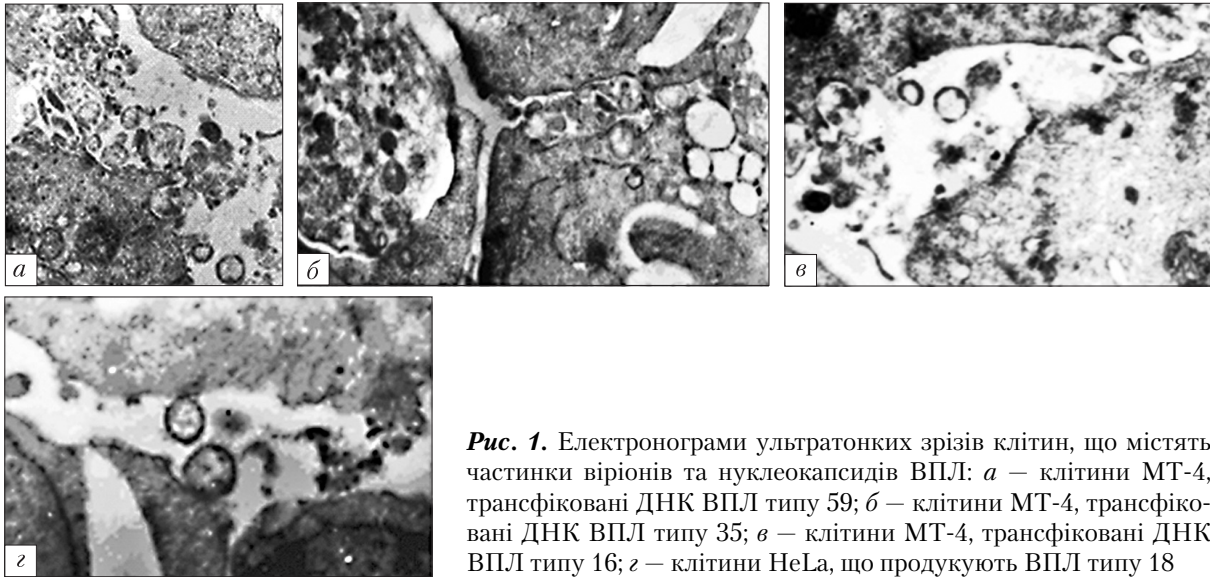 а
б
в
г
Рис. 1. Електронограми ультратонких зрізів клітин, що містять
частинки віріонів та нуклеокапсидів ВПЛ: а — клітини МТ-4,
трансфіковані ДНК ВПЛ типу 59; б — клітини МТ-4, трансфіко-
вані ДНК ВПЛ типу 35; в — клітини МТ-4, трансфіковані ДНК
ВПЛ типу 16; г — клітини HeLa, що продукують ВПЛ типу 18